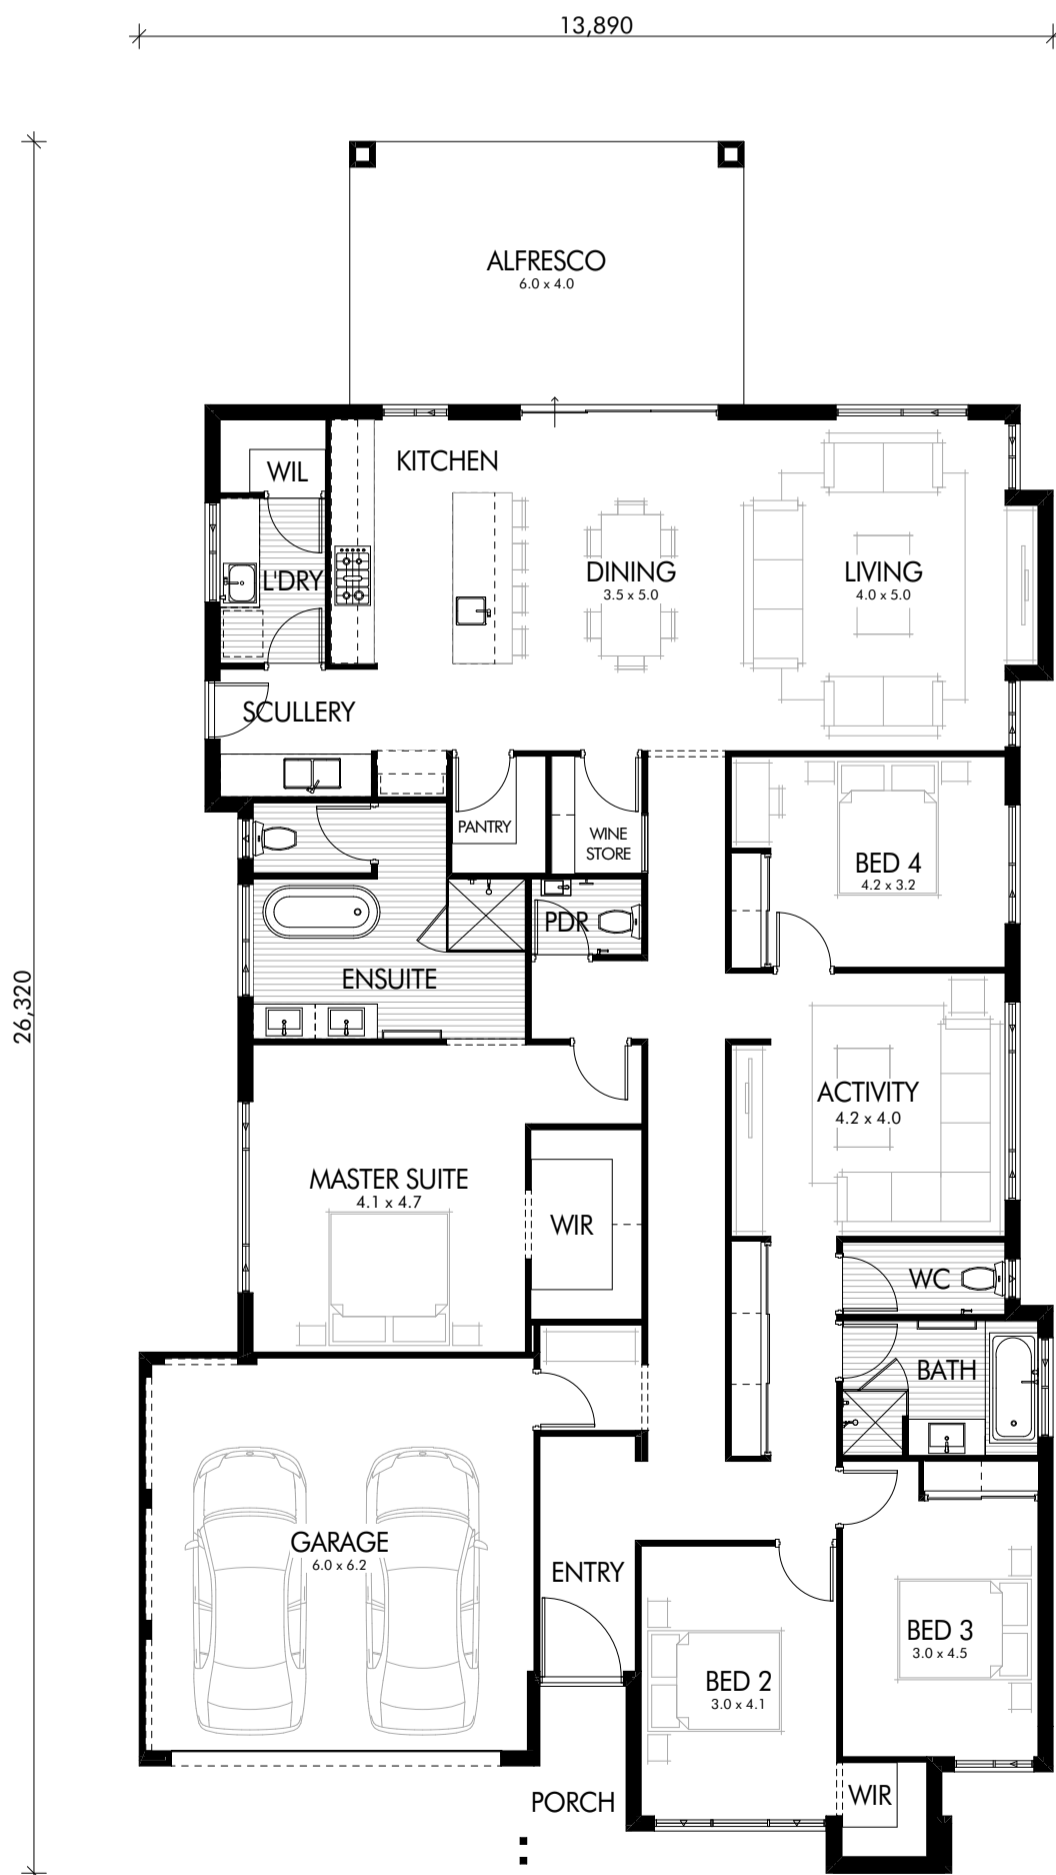 13,890
26,320
ALFRESCO
6.0 x 4.0
WIL
KITCHEN
L'DRY
DINING
3.5 x 5.0
LIVING
4.0 x 5.0
SCULLERY
PANTRY
WINE
STORE
BED 4
4.2 x 3.2
PDR
ENSUITE
ACTIVITY
4.2 x 4.0
MASTER SUITE
4.1 x 4.7
WIR
WC
BATH
GARAGE
6.0 x 6.2
ENTRY
BED 3
3.0 x 4.5
BED 2
3.0 x 4.1
PORCH
WIR